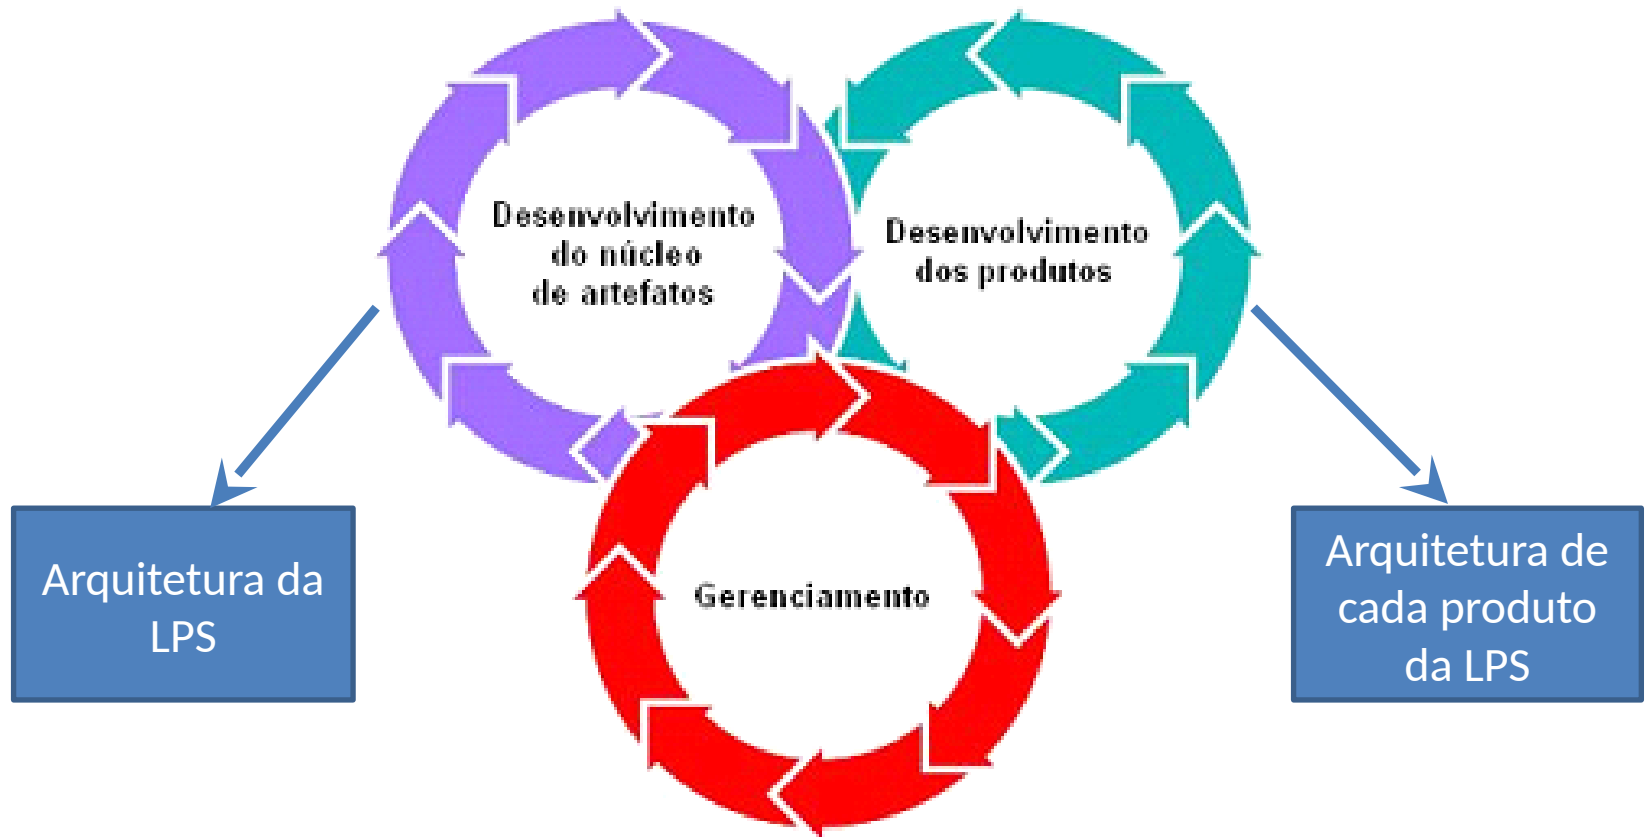 Desenvolvimento
do núcleo
de artefatos
Desenvolvimento
dos produtos
Gerenciamento
Arquitetura da
LPS
Arquitetura de
cada produto
da LPS